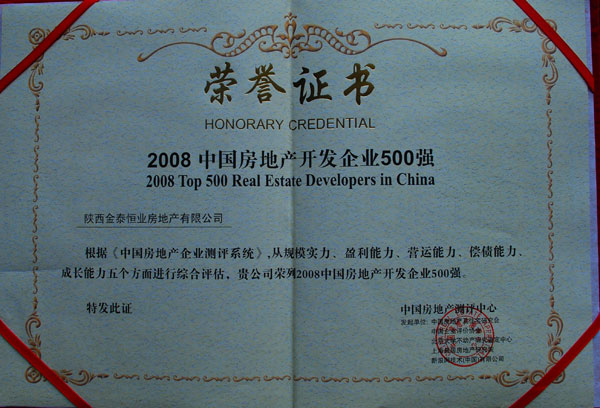 荣誉证书
HONORARY CREDENTIAL
2008 中国房地产开发企业500强
2008 Top 500 Real Estate Developers in China
陕西金泰恒业房地产有限公司
根据《中国房地产企业测评系统》,从规模实力、盈利能力、营运能力、偿债能力、
成长能力五个方面进行综合评估，贵公司荣列2008中国房地产开发企业500强。
特发此证
中国房地产测评中心
发起单位: